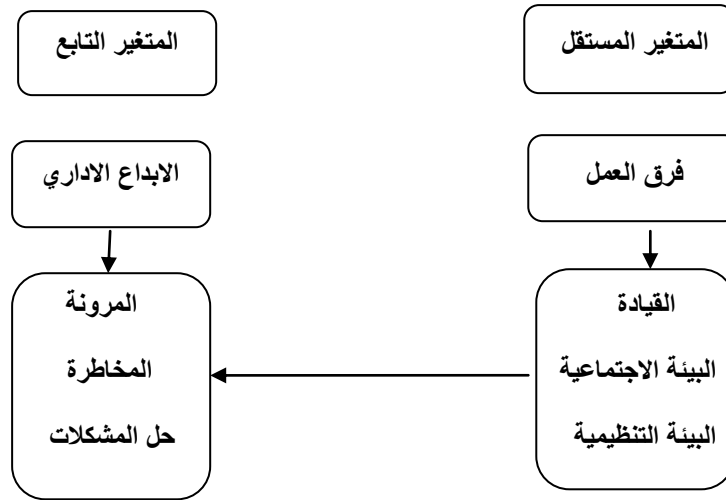 المتغير المستقل
المتغير التابع
فرق العمل
الابداع الاداري
القيادة
البيئة الاجتماعية
البيئة التنظيمية
المرونة
المخاطرة
حل المشكلات